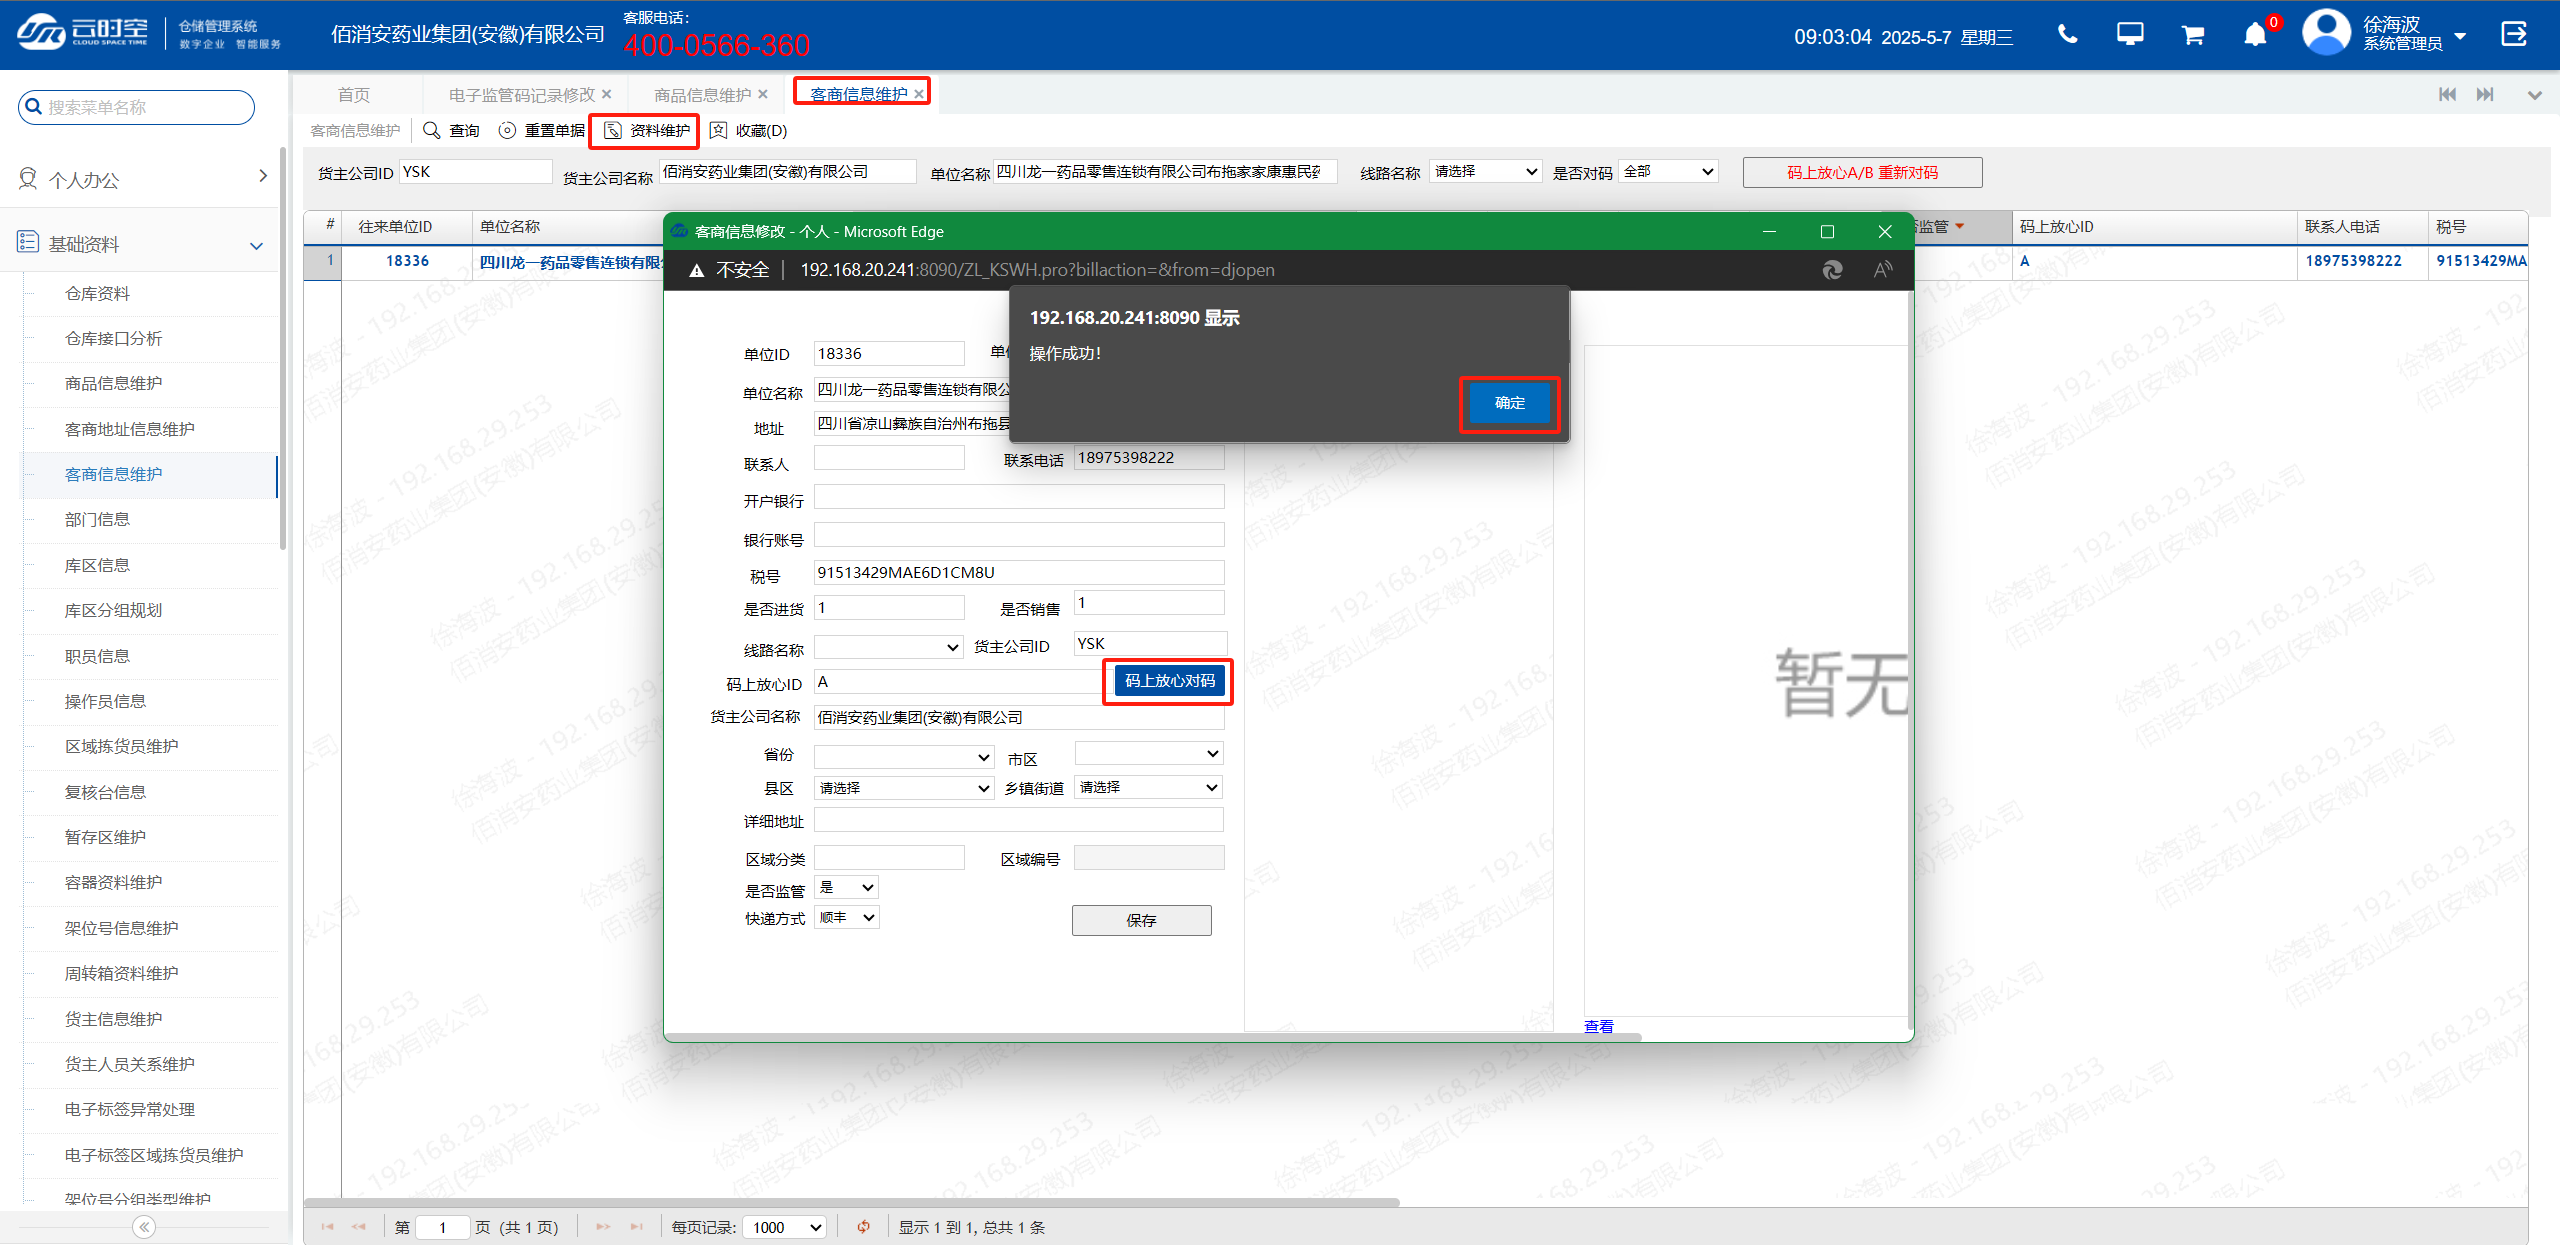 云时空
CLOUD SPACE TIME
仓储管理系统
数字企业 智能服务
佰消安药业集团(安徽)有限公司
客服电话：
400-0566-360
09:03:04 2025-5-7 星期三
0
徐海波
系统管理员
搜索菜单名称
首页
电子监管码记录修改 ×
商品信息维护 ×
客商信息维护 ×
客商信息维护
查询
重置单据
资料维护
收藏(D)
货主公司ID YSK
货主公司名称 佰消安药业集团(安徽)有限公司
单位名称 四川龙一药品零售连锁有限公司布拖家家康惠民药
线路名称 请选择
是否对码 全部
码上放心A/B 重新对码
个人办公
基础资料
仓库资料
仓库接口分析
商品信息维护
客商地址信息维护
客商信息维护
部门信息
库区信息
库区分组规划
职员信息
操作员信息
区域拣货员维护
复核台信息
暂存区维护
容器资料维护
架位号信息维护
周转箱资料维护
货主信息维护
货主人员关系维护
电子标签异常处理
电子标签区域拣货员维护
架位号分组类型维护
# 往来单位ID 单位名称
监管 码上放心ID 联系人电话 税号
1 18336 四川龙一药品零售连锁有限
A 18975398222 91513429MA
客商信息修改 - 个人 - Microsoft Edge
不安全 192.168.20.241:8090/ZL_KSWH.pro?billaction=&from=djopen
192.168.20.241:8090 显示
操作成功！
确定
单位ID 18336 单
单位名称 四川龙一药品零售连锁有限公
地址 四川省凉山彝族自治州布拖县
联系人 联系电话 18975398222
开户银行
银行账号
税号 91513429MAE6D1CM8U
是否进货 1 是否销售 1
线路名称 货主公司ID YSK
码上放心ID A 码上放心对码
货主公司名称 佰消安药业集团(安徽)有限公司
省份 市区
县区 请选择 乡镇街道 请选择
详细地址
区域分类 区域编号
是否监管 是
快递方式 顺丰
保存
暂无
查看
徐海波 - 192.168.29.253
佰消安药业集团(安徽)有限公司
第 1 页 (共 1 页)
每页记录: 1000
显示 1 到 1, 总共 1 条